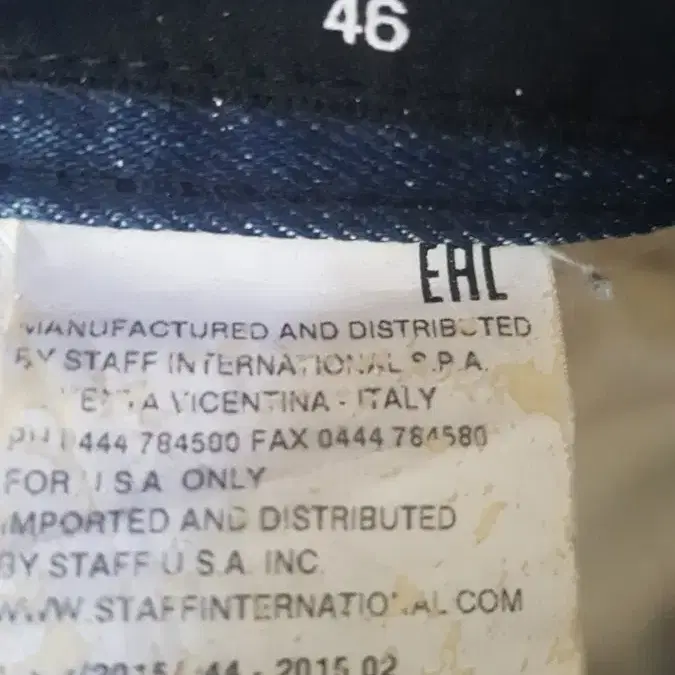 46
EAC
MANUFACTURED AND DISTRIBUTED
BY STAFF INTERNATIONAL S.P.A.
VICENTINA - ITALY
PH 0444 784500 FAX 0444 784580
FOR U.S.A ONLY
IMPORTED AND DISTRIBUTED
BY STAFF U.S.A. INC.
WWW.STAFFINTERNATIONAL.COM
- 2015.02